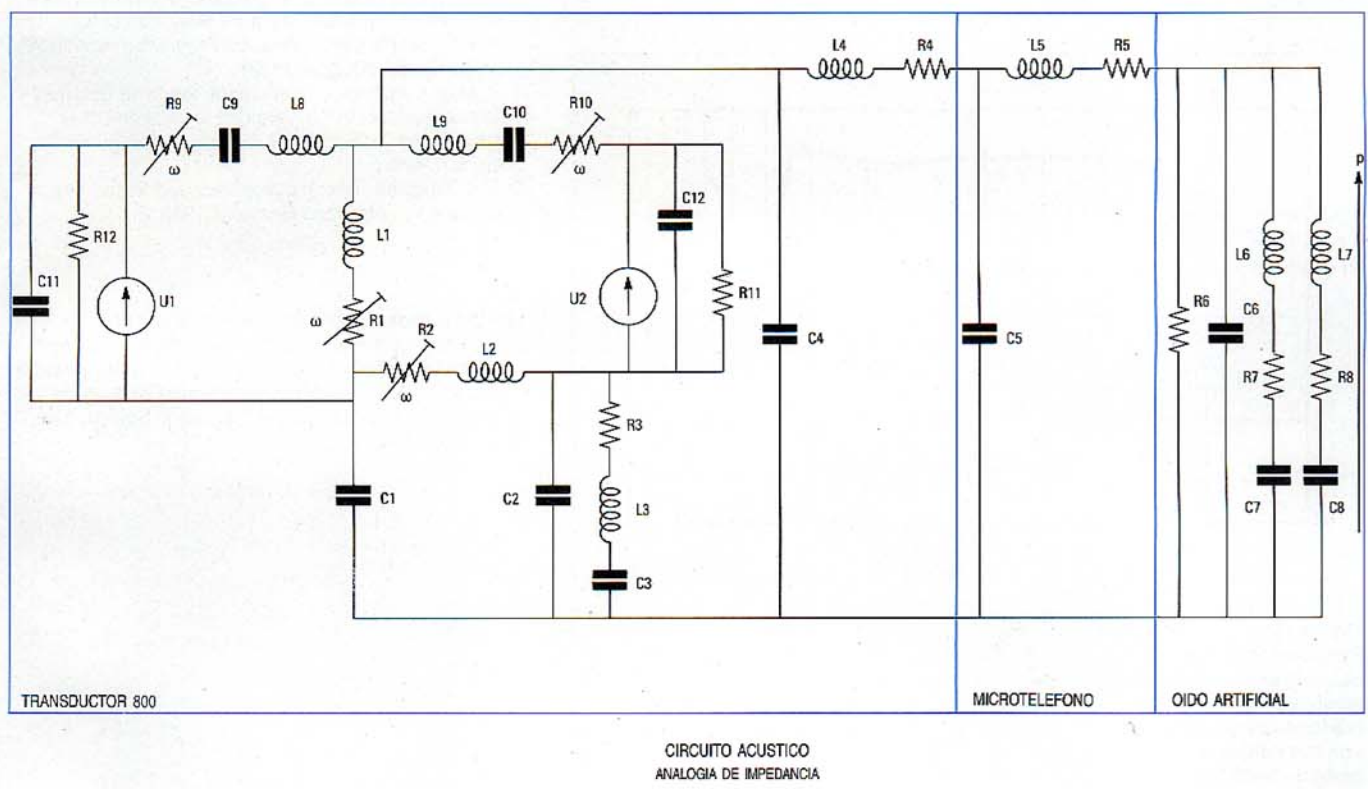 L4 R4 L5 R5
R9 C9 L8 L9 C10 R10
ω ω
P
C12
R12 L1 L6 L7
C11 U1 U2 R11
ω R1 R2 C4 C5 R6 C6
L2
ω
R7 R8
R3
C1 C2 L3
C7 C8
C3
TRANSDUCTOR 800 MICROTELEFONO OIDO ARTIFICIAL
CIRCUITO ACUSTICO
ANALOGIA DE IMPEDANCIA